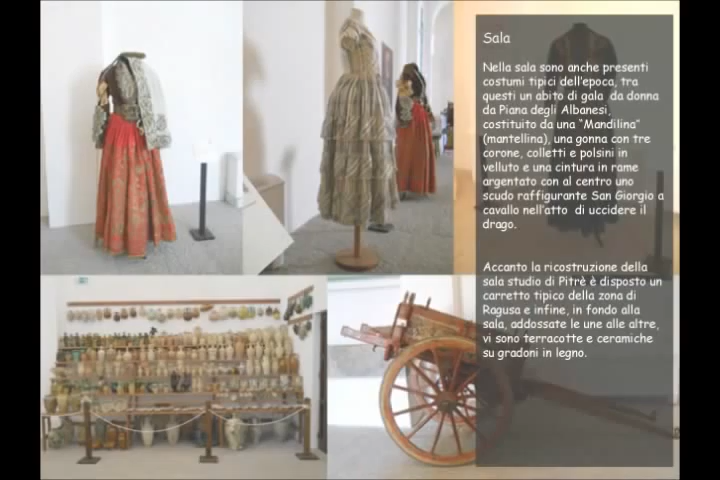 Sala
Nella sala sono anche presenti
costumi tipici dell'epoca, tra
questi un abito di gala da donna
da Piana degli Albanesi,
costituito da una "Mandilina"
(mantellina), una gonna con tre
corone, colletti e polsini in
velluto e una cintura in rame
argentato con al centro uno
scudo raffigurante San Giorgio a
cavallo nell'atto di uccidere il
drago.
Accanto la ricostruzione della
sala studio di Pitrè è disposto un
carretto tipico della zona di
Ragusa e infine, in fondo alla
sala, addossate le une alle altre,
vi sono terracotte e ceramiche
su gradoni in legno.